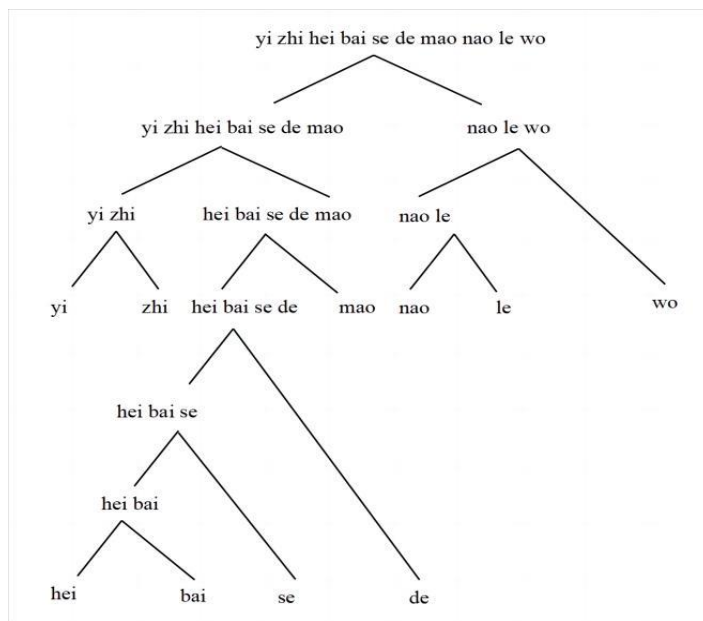 yi zhi hei bai se de mao nao le wo
yi zhi hei bai se de mao
nao le wo
yi zhi
hei bai se de mao
nao le
yi
zhi
hei bai se de
mao
nao
le
wo
hei bai se
hei bai
hei
bai
se
de